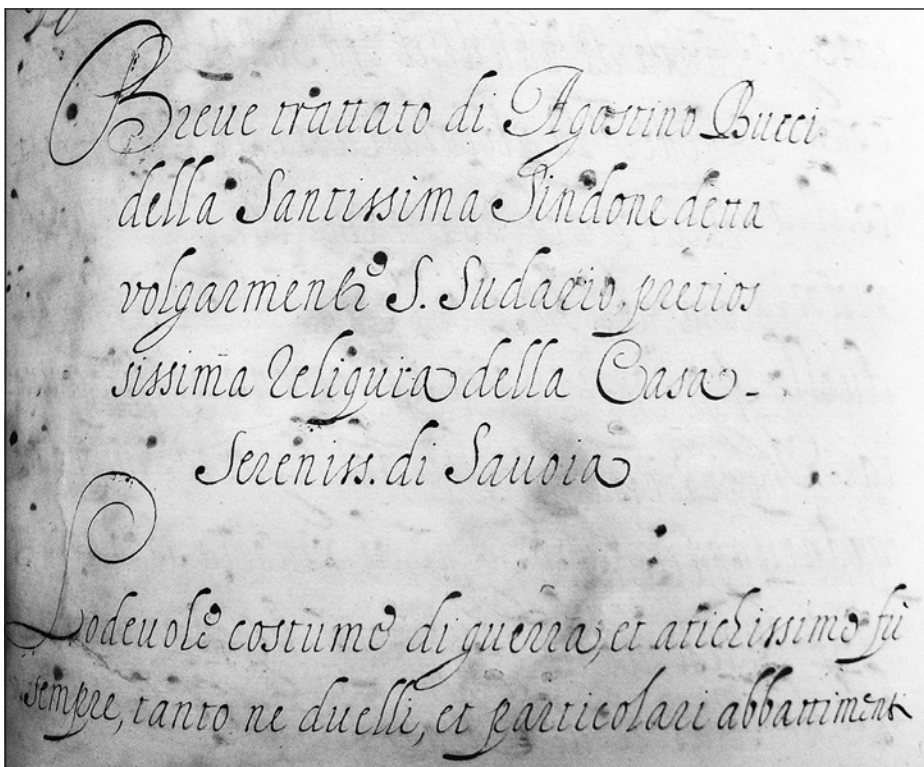 Breue trattato di Agostino Bucci
della Santissima Sindone detta
volgarmente S. Sudario, pretios
sissima Reliquia della Casa -
Sereniss. di Sauoia
Lodeuole costume di guerra, et atichissimo fù
sempre, tanto ne duelli, et particolari abbattiment